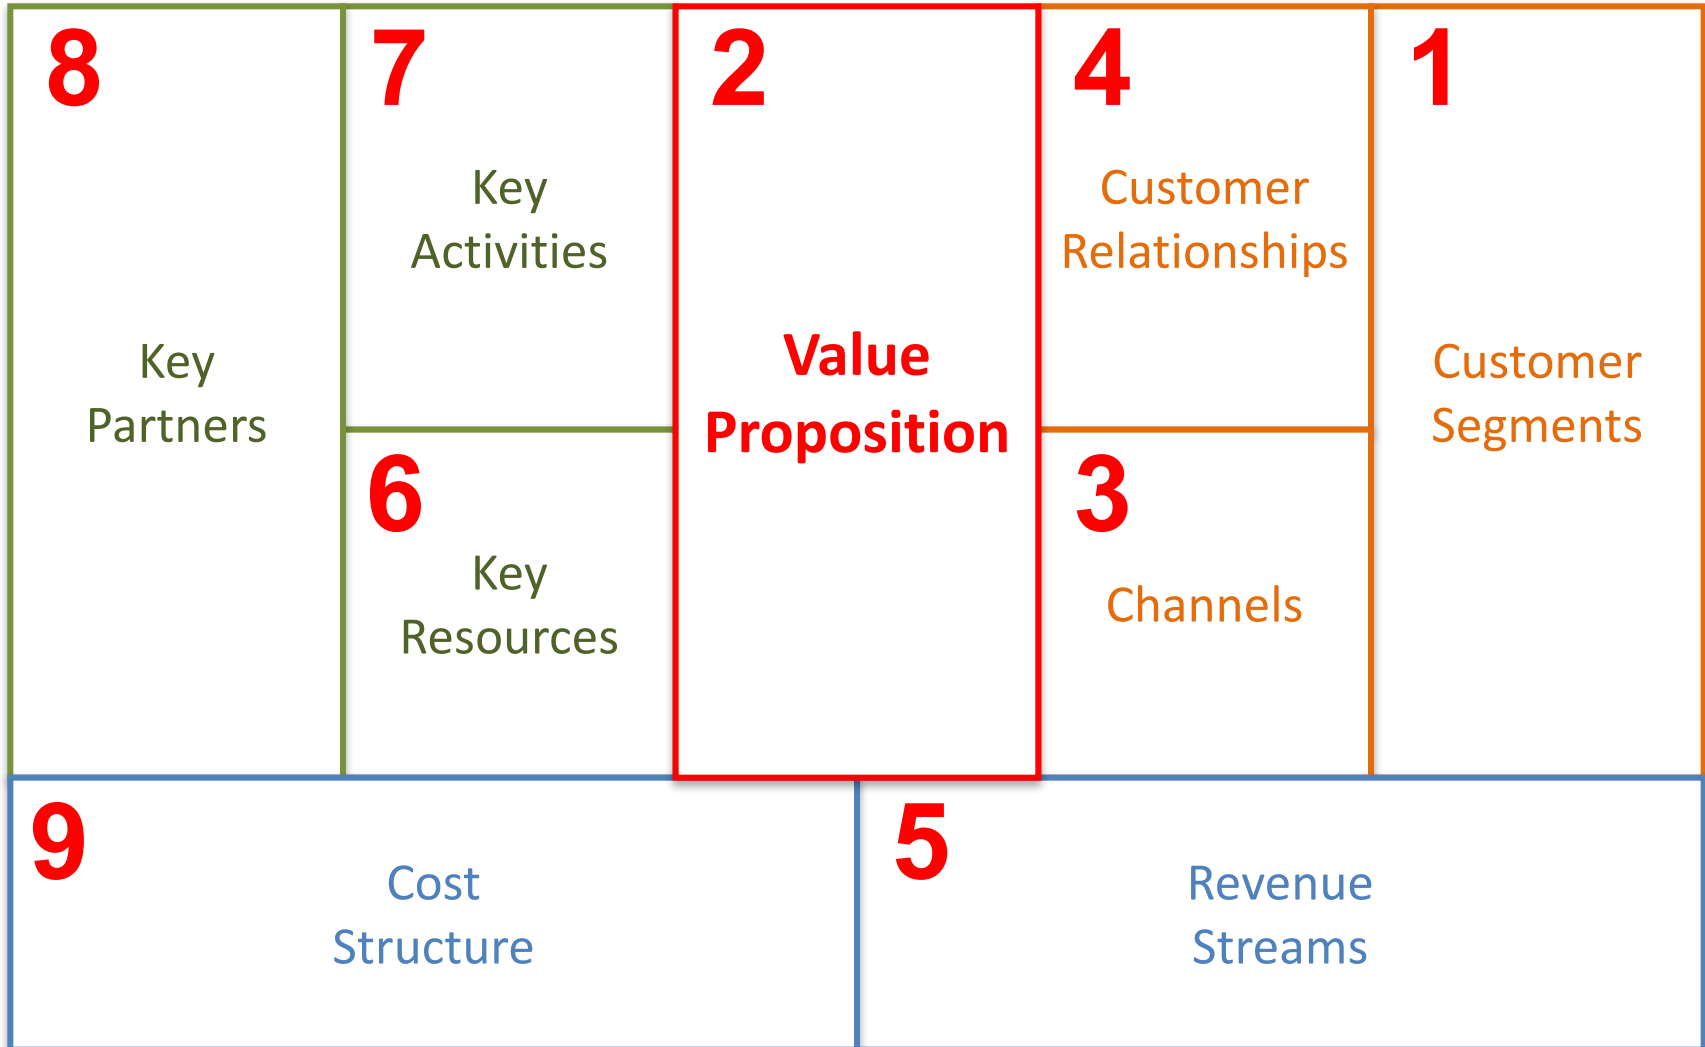 8
Key
Partners
7
Key
Activities
6
Key
Resources
2
Value
Proposition
4
Customer
Relationships
3
Channels
1
Customer
Segments
9
Cost
Structure
5
Revenue
Streams